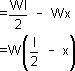 =Wl/2 - Wx
=W(l/2 - x)